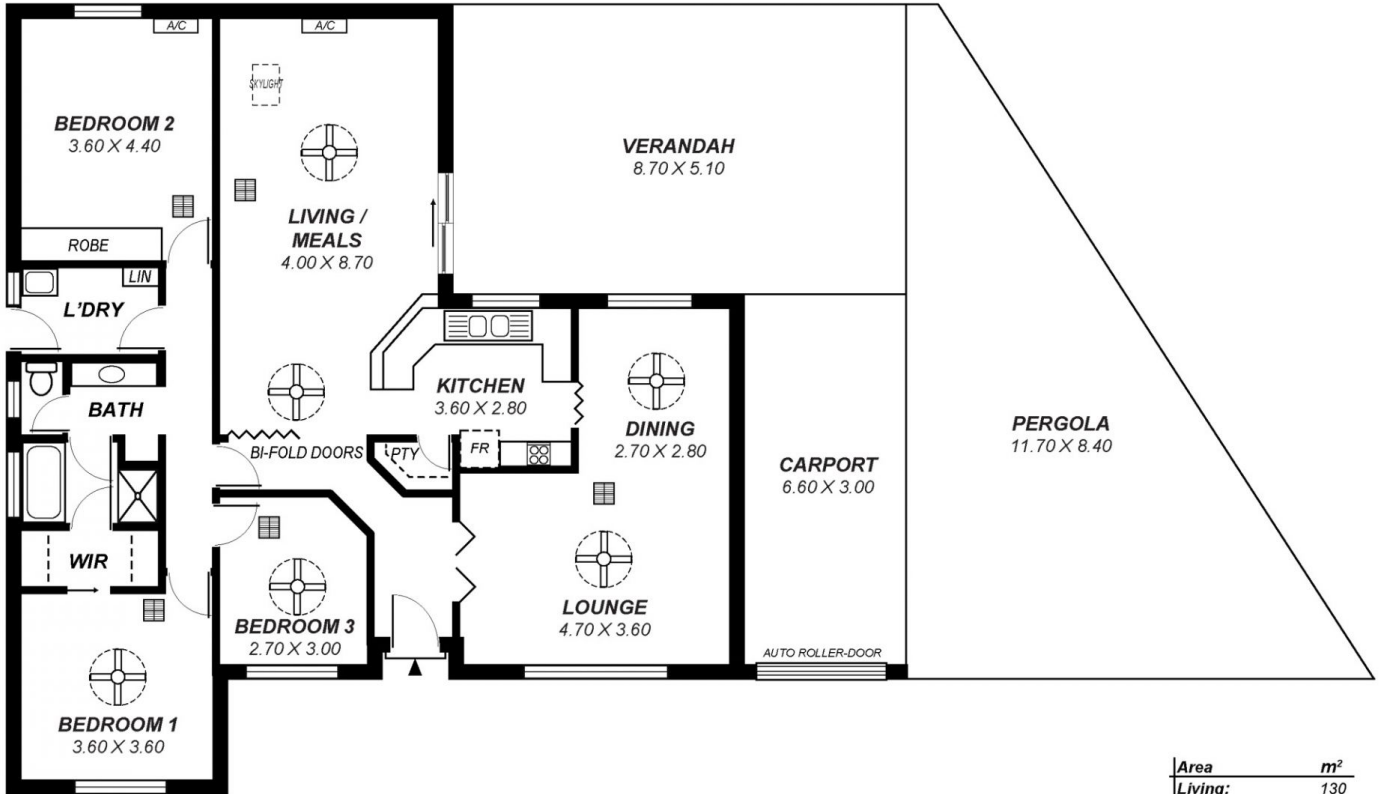 A/C
A/C
SKYLIGHT
BEDROOM 2
3.60 X 4.40
VERANDAH
8.70 X 5.10
LIVING /
MEALS
4.00 X 8.70
ROBE
LIN
L'DRY
BATH
KITCHEN
3.60 X 2.80
DINING
2.70 X 2.80
PERGOLA
11.70 X 8.40
BI-FOLD DOORS
PTY
FR
CARPORT
6.60 X 3.00
WIR
LOUNGE
4.70 X 3.60
BEDROOM 3
2.70 X 3.00
AUTO ROLLER-DOOR
BEDROOM 1
3.60 X 3.60
Area m²
Living: 130